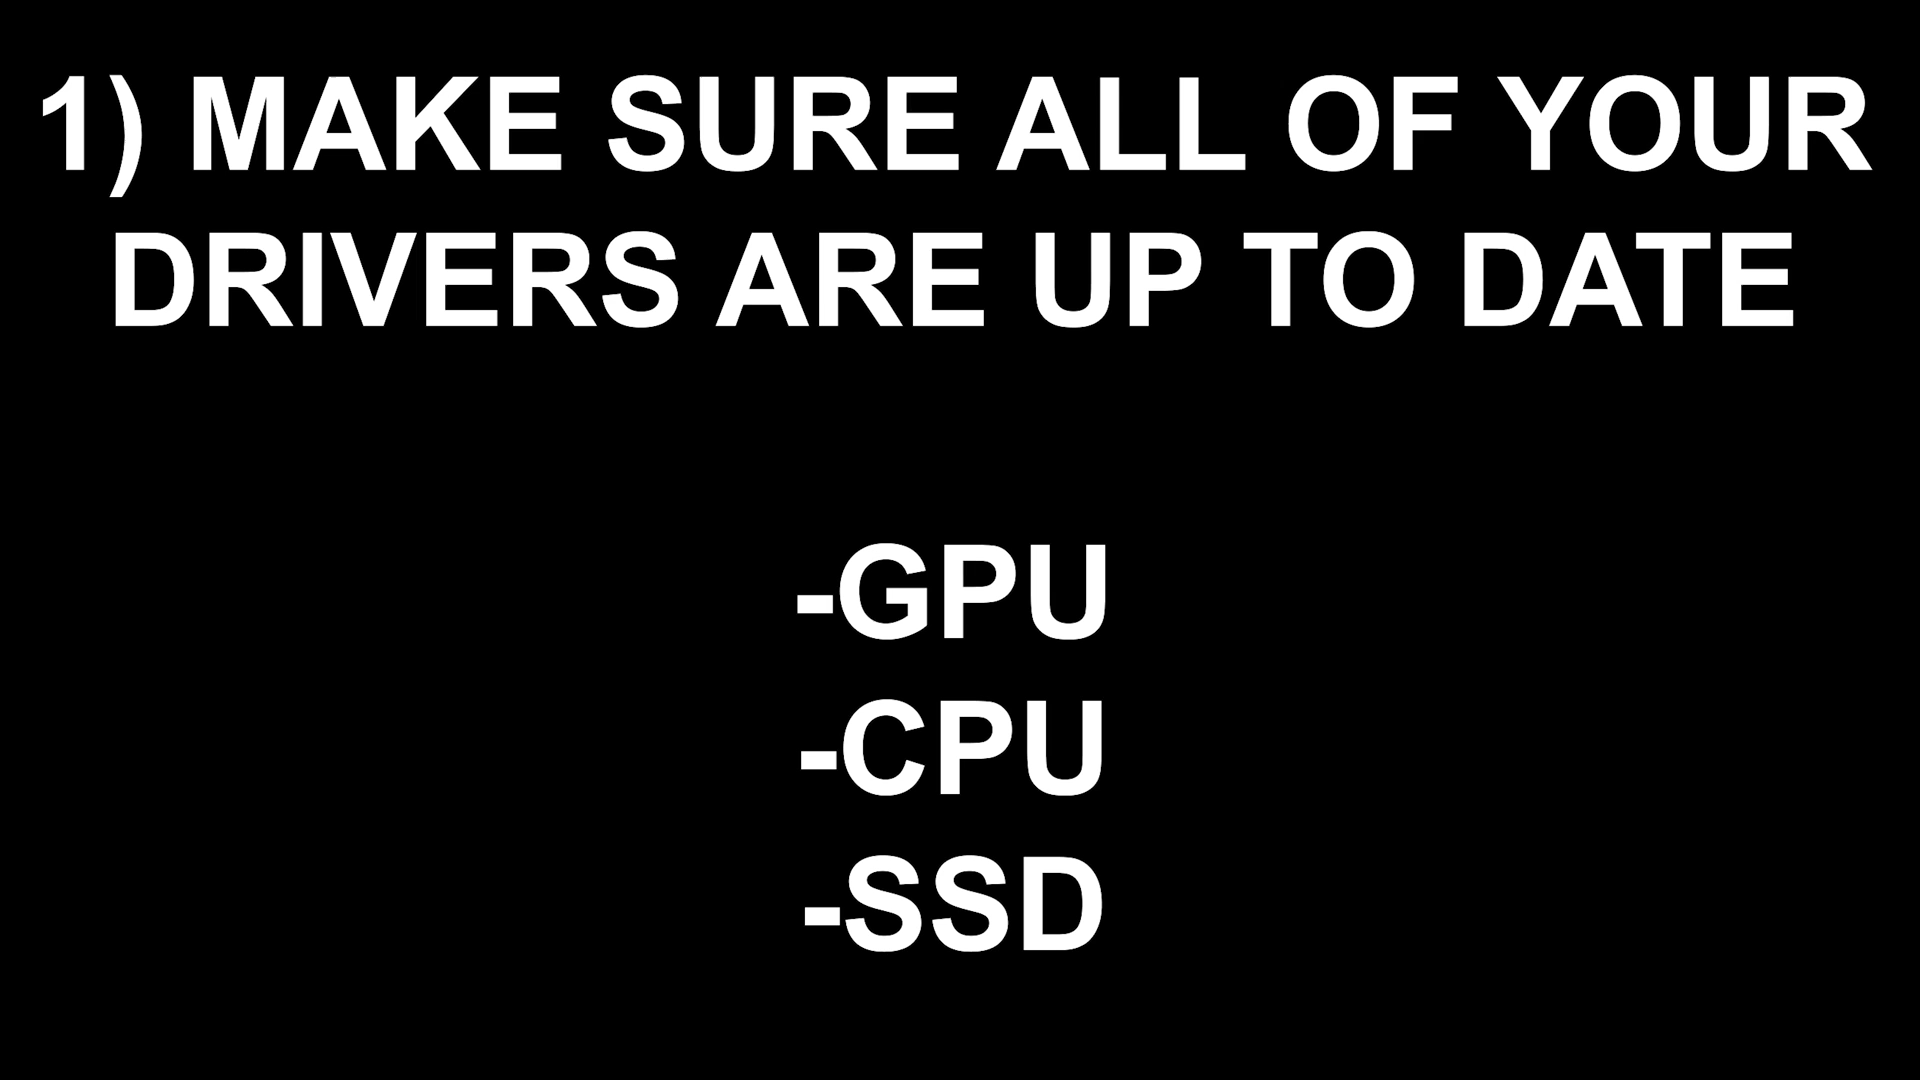 1) MAKE SURE ALL OF YOUR
DRIVERS ARE UP TO DATE
-GPU
-CPU
-SSD